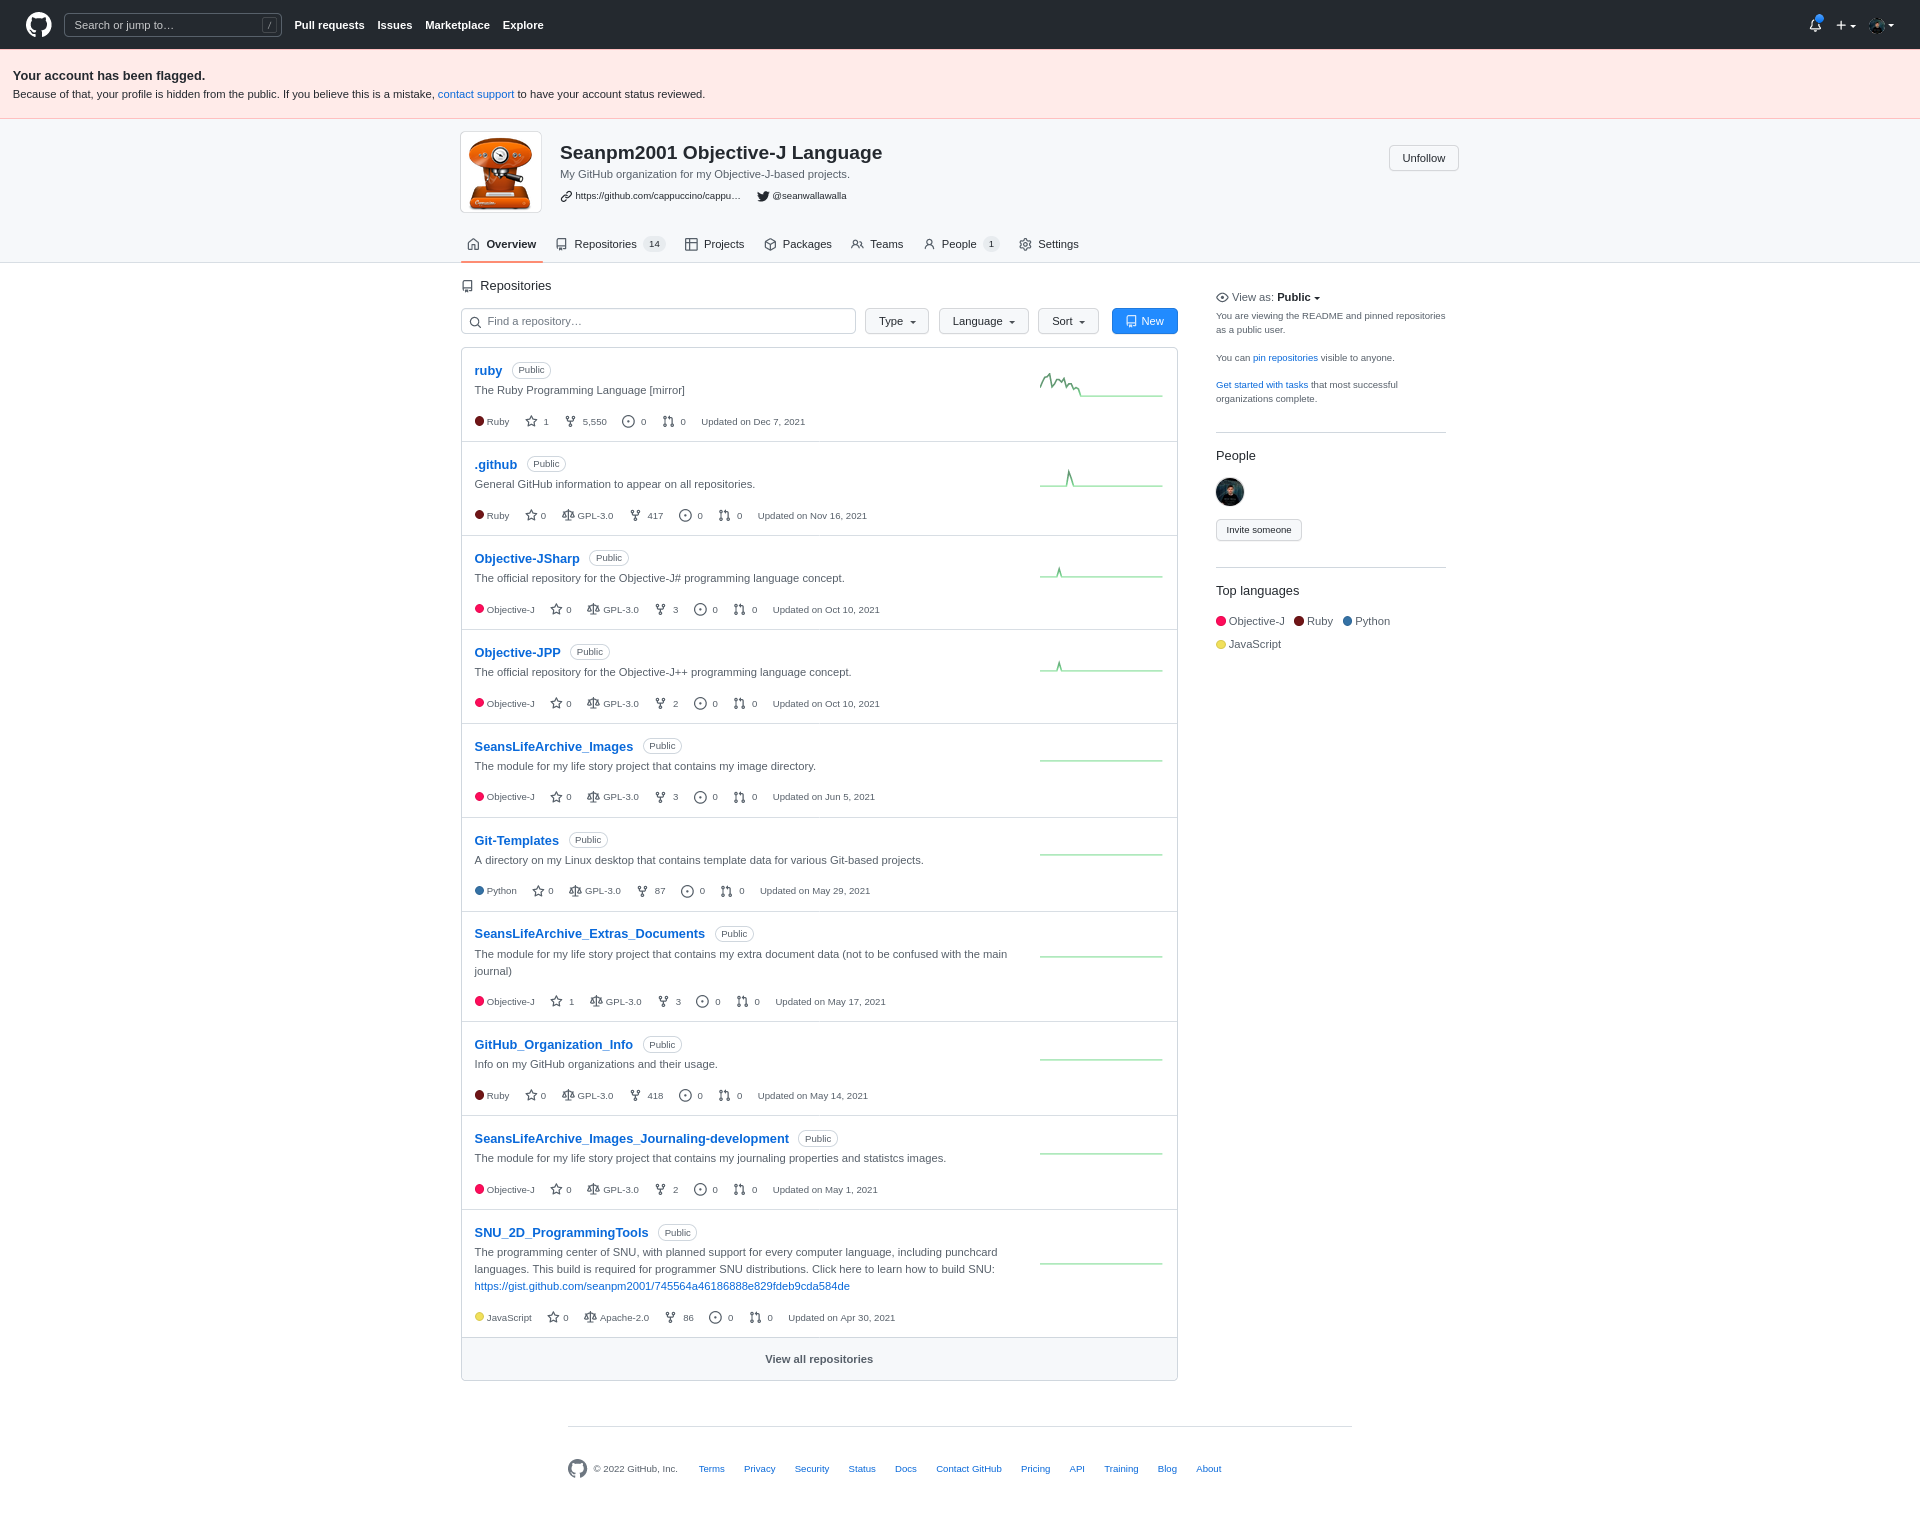 Search or jump to… /
Pull requests Issues Marketplace Explore
Your account has been flagged.
Because of that, your profile is hidden from the public. If you believe this is a mistake, contact support to have your account status reviewed.
Seanpm2001 Objective-J Language
Unfollow
My GitHub organization for my Objective-J-based projects.
https://github.com/cappuccino/cappu… @seanwallawalla
Overview Repositories 14 Projects Packages Teams People 1 Settings
Repositories
Find a repository… Type Language Sort New
ruby Public
The Ruby Programming Language [mirror]
Ruby 1 5,550 0 0 Updated on Dec 7, 2021
.github Public
General GitHub information to appear on all repositories.
Ruby 0 GPL-3.0 417 0 0 Updated on Nov 16, 2021
Objective-JSharp Public
The official repository for the Objective-J# programming language concept.
Objective-J 0 GPL-3.0 3 0 0 Updated on Oct 10, 2021
Objective-JPP Public
The official repository for the Objective-J++ programming language concept.
Objective-J 0 GPL-3.0 2 0 0 Updated on Oct 10, 2021
SeansLifeArchive_Images Public
The module for my life story project that contains my image directory.
Objective-J 0 GPL-3.0 3 0 0 Updated on Jun 5, 2021
Git-Templates Public
A directory on my Linux desktop that contains template data for various Git-based projects.
Python 0 GPL-3.0 87 0 0 Updated on May 29, 2021
SeansLifeArchive_Extras_Documents Public
The module for my life story project that contains my extra document data (not to be confused with the main
journal)
Objective-J 1 GPL-3.0 3 0 0 Updated on May 17, 2021
GitHub_Organization_Info Public
Info on my GitHub organizations and their usage.
Ruby 0 GPL-3.0 418 0 0 Updated on May 14, 2021
SeansLifeArchive_Images_Journaling-development Public
The module for my life story project that contains my journaling properties and statistcs images.
Objective-J 0 GPL-3.0 2 0 0 Updated on May 1, 2021
SNU_2D_ProgrammingTools Public
The programming center of SNU, with planned support for every computer language, including punchcard
languages. This build is required for programmer SNU distributions. Click here to learn how to build SNU:
https://gist.github.com/seanpm2001/745564a46186888e829fdeb9cda584de
JavaScript 0 Apache-2.0 86 0 0 Updated on Apr 30, 2021
View all repositories
View as: Public
You are viewing the README and pinned repositories
as a public user.
You can pin repositories visible to anyone.
Get started with tasks that most successful
organizations complete.
People
Invite someone
Top languages
Objective-J Ruby Python
JavaScript
© 2022 GitHub, Inc. Terms Privacy Security Status Docs Contact GitHub Pricing API Training Blog About